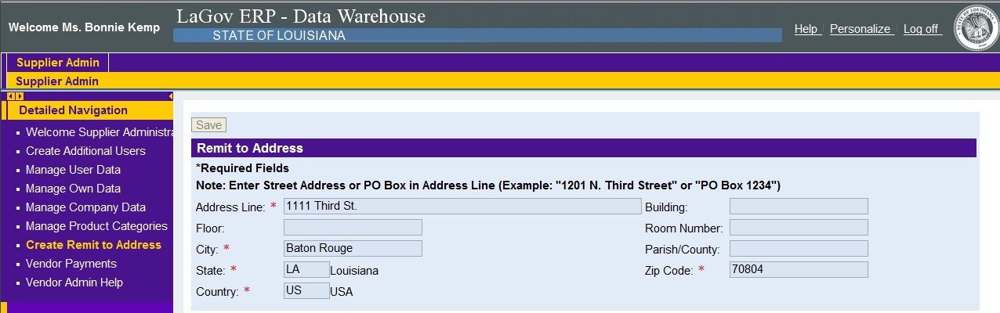 Welcome Ms. Bonnie Kemp
LaGov ERP - Data Warehouse
STATE OF LOUISIANA
Help Personalize Log off
Supplier Admin
Supplier Admin
Detailed Navigation
Welcome Supplier Administra
Create Additional Users
Manage User Data
Manage Own Data
Manage Company Data
Manage Product Categories
Create Remit to Address
Vendor Payments
Vendor Admin Help
Save
Remit to Address
*Required Fields
Note: Enter Street Address or PO Box in Address Line (Example: "1201 N. Third Street" or "PO Box 1234")
Address Line: * 1111 Third St. Building:
Floor: Room Number:
City: * Baton Rouge Parish/County:
State: * LA Louisiana Zip Code: * 70804
Country: * US USA